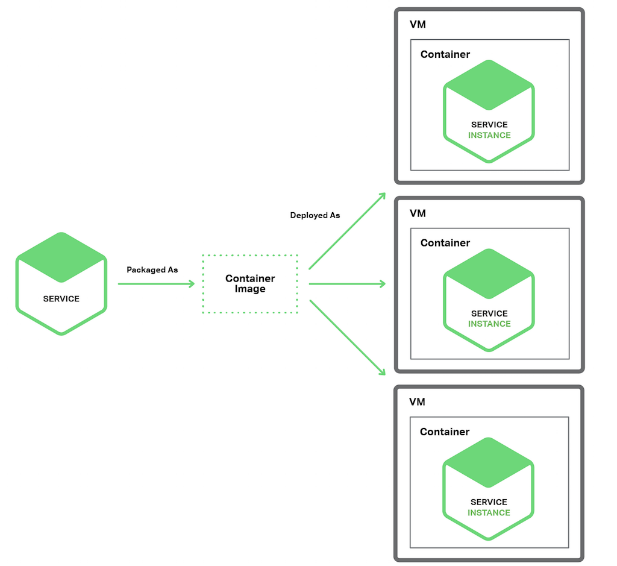 VM
Container
SERVICE
INSTANCE
Deployed As
VM
Container
SERVICE
INSTANCE
Packaged As
Container
Image
SERVICE
VM
Container
SERVICE
INSTANCE